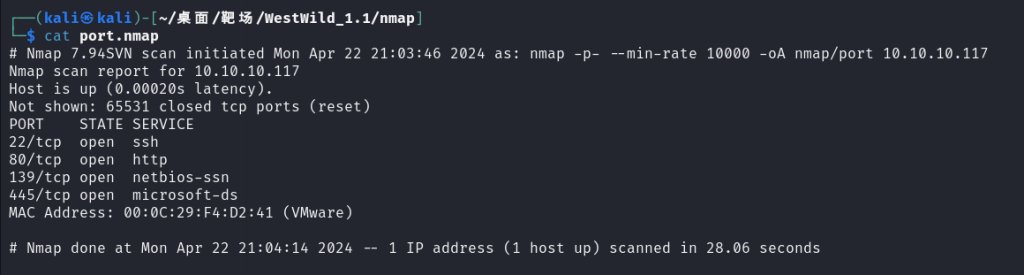 ┌──(kali㉿kali)-[~/桌面/靶场/WestWild_1.1/nmap]
└─$ cat port.nmap
# Nmap 7.94SVN scan initiated Mon Apr 22 21:03:46 2024 as: nmap -p- --min-rate 10000 -oA nmap/port 10.10.10.117
Nmap scan report for 10.10.10.117
Host is up (0.00020s latency).
Not shown: 65531 closed tcp ports (reset)
PORT    STATE SERVICE
22/tcp  open  ssh
80/tcp  open  http
139/tcp open  netbios-ssn
445/tcp open  microsoft-ds
MAC Address: 00:0C:29:F4:D2:41 (VMware)
# Nmap done at Mon Apr 22 21:04:14 2024 -- 1 IP address (1 host up) scanned in 28.06 seconds